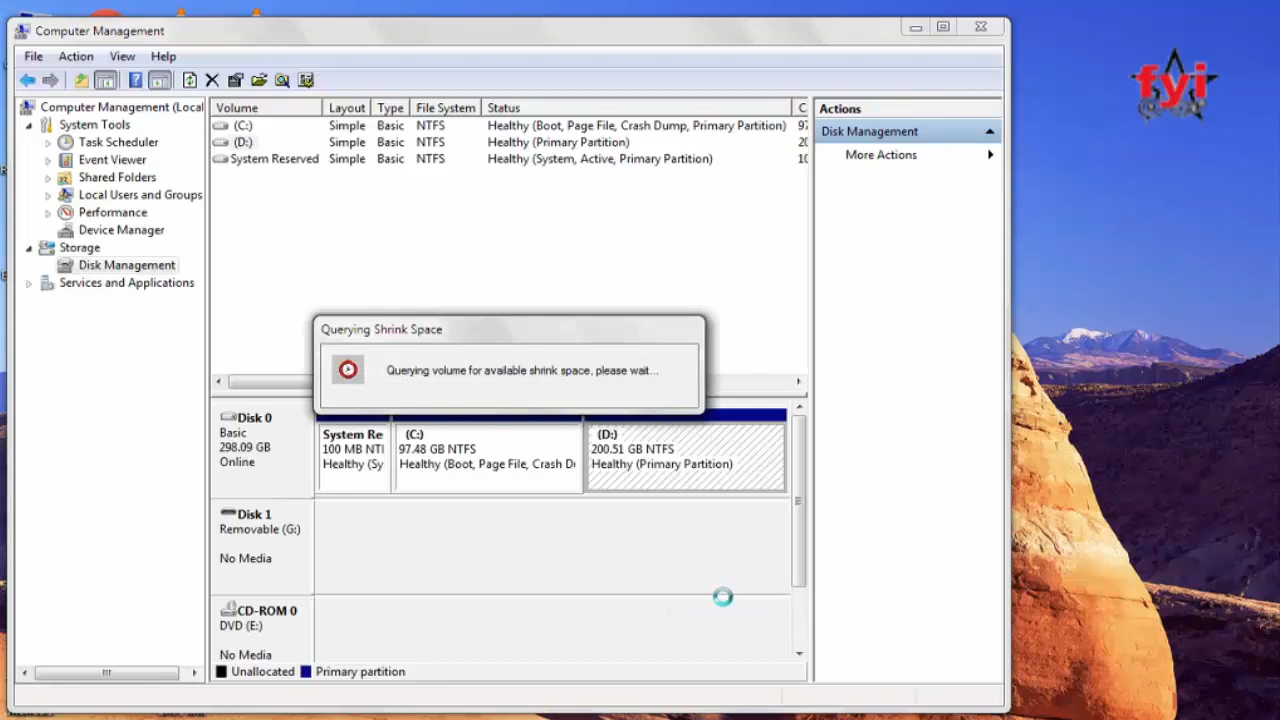 Computer Management
File Action View Help
Computer Management (Local
System Tools
Task Scheduler
Event Viewer
Shared Folders
Local Users and Groups
Performance
Device Manager
Storage
Disk Management
Services and Applications
Volume Layout Type File System Status C
(C:) Simple Basic NTFS Healthy (Boot, Page File, Crash Dump, Primary Partition) 97
(D:) Simple Basic NTFS Healthy (Primary Partition) 20
System Reserved Simple Basic NTFS Healthy (System, Active, Primary Partition) 10
Actions
Disk Management
More Actions
Querying Shrink Space
Querying volume for available shrink space, please wait...
Disk 0
Basic
298.09 GB
Online
System Re
100 MB NTI
Healthy (Sy
(C:)
97.48 GB NTFS
Healthy (Boot, Page File, Crash Du
(D:)
200.51 GB NTFS
Healthy (Primary Partition)
Disk 1
Removable (G:)
No Media
CD-ROM 0
DVD (E:)
No Media
Unallocated Primary partition
fyi